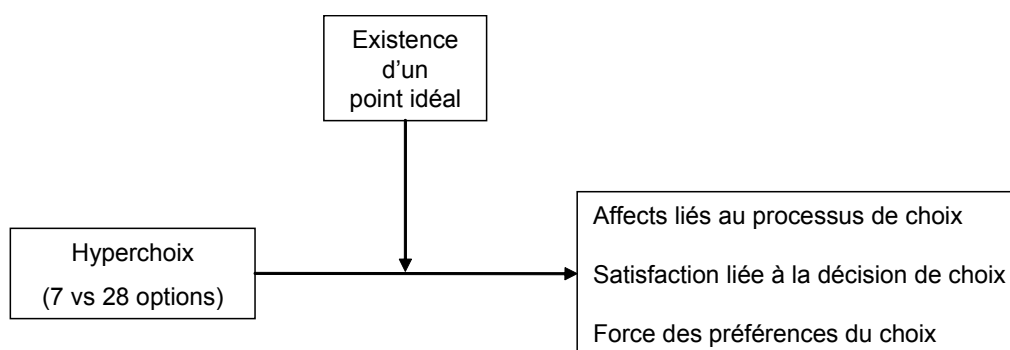 Existence
d'un
point idéal
Hyperchoix
(7 vs 28 options)
Affects liés au processus de choix
Satisfaction liée à la décision de choix
Force des préférences du choix